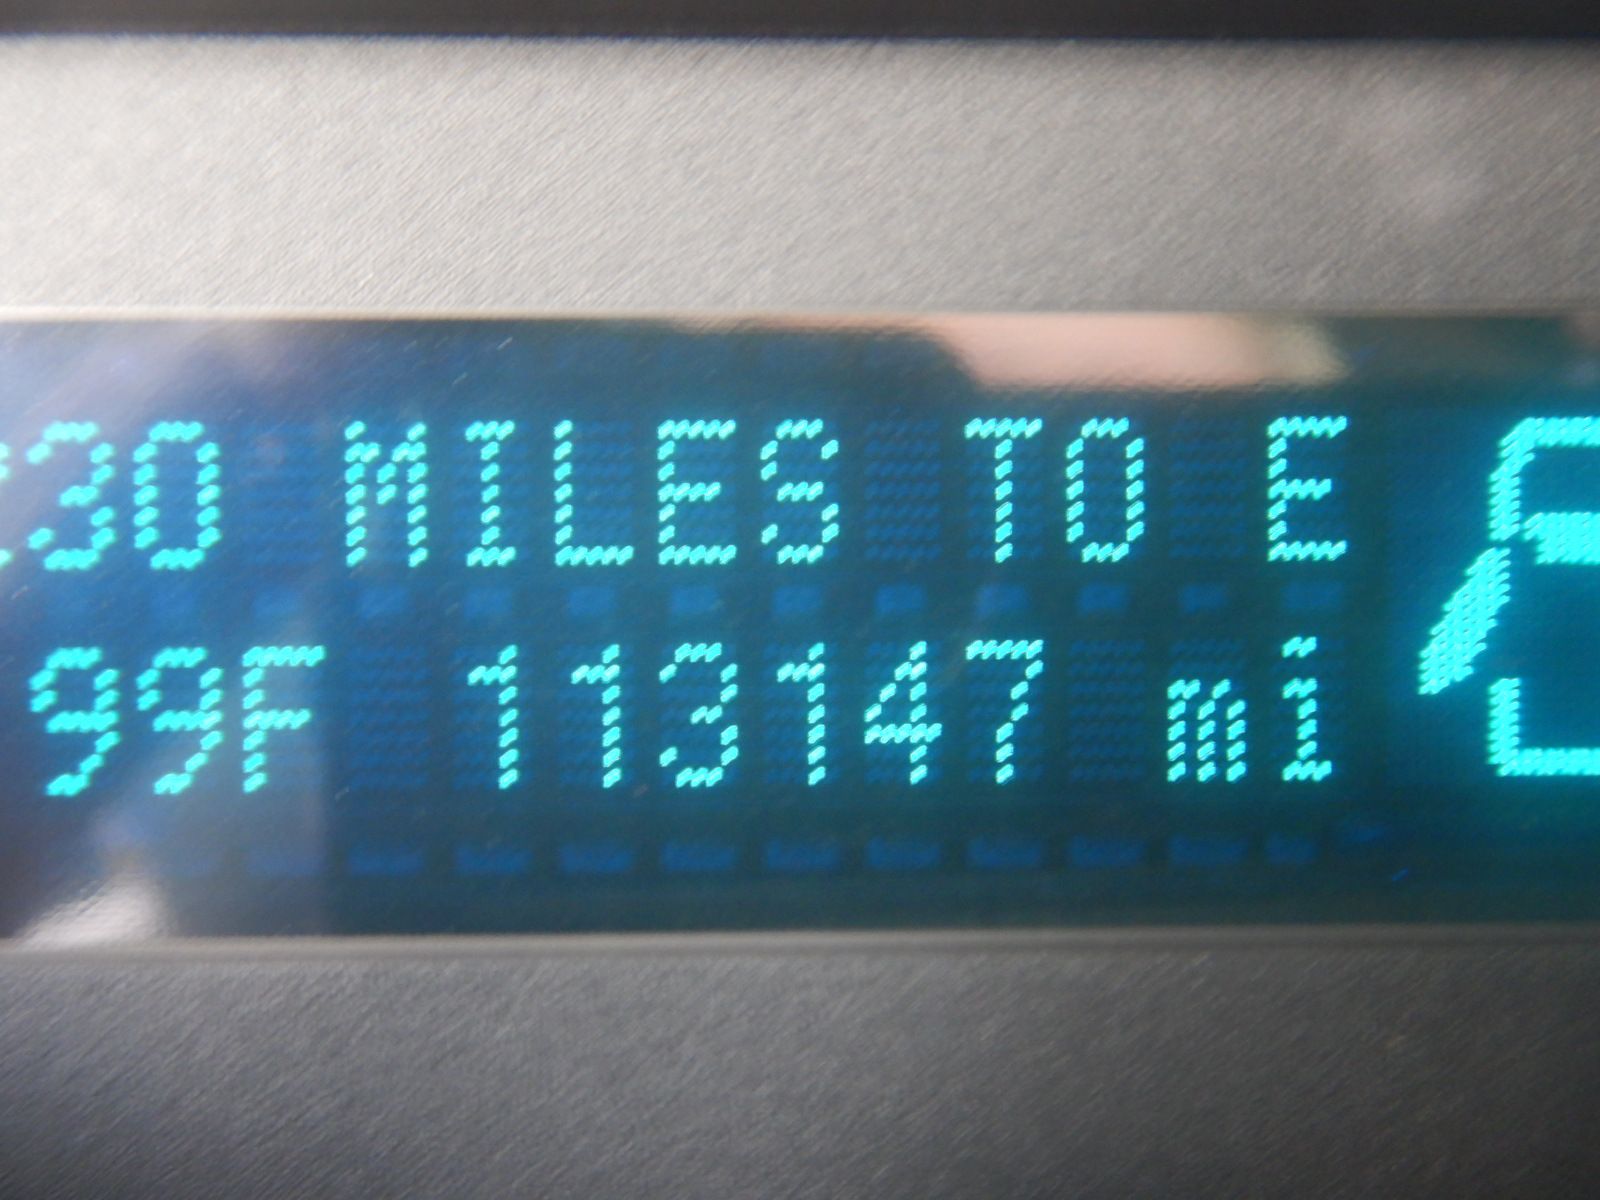 30 MILES TO E
99F 113147 mi